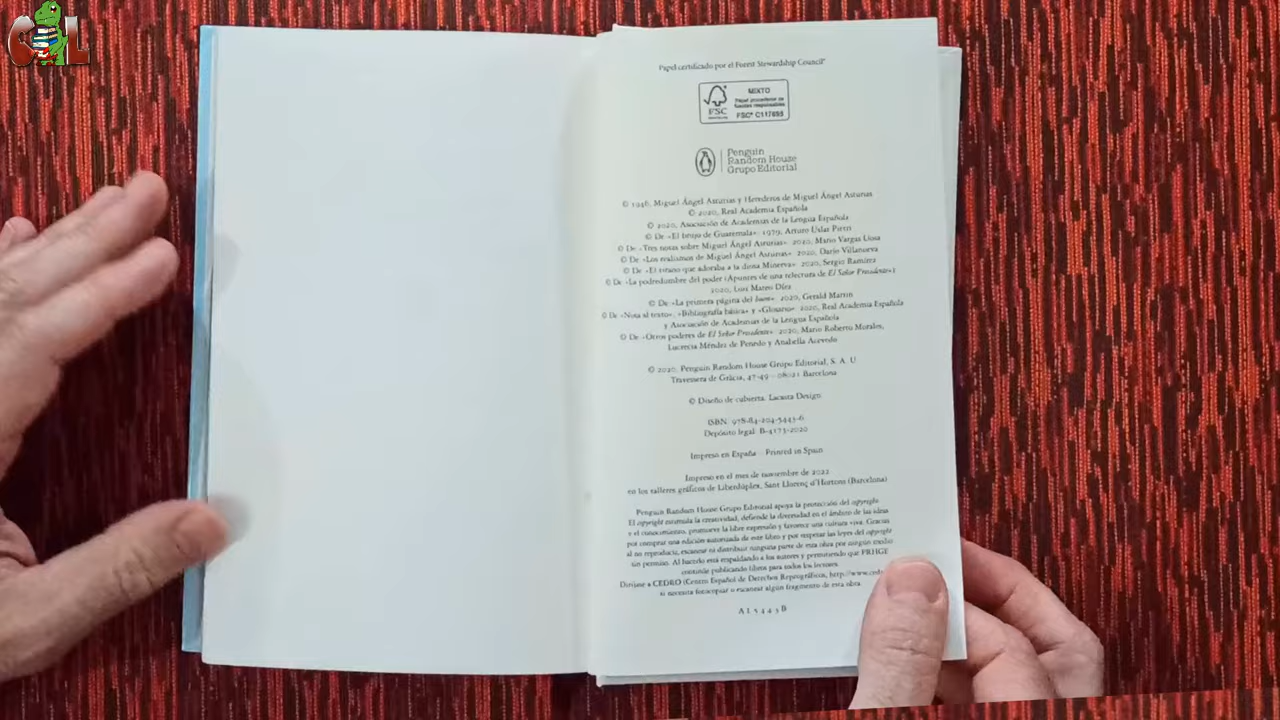 Papel certificado por el Forest Stewardship Council®
FSC
MIXTO
Papel procedente de
fuentes responsables
FSC® C117695
Penguin
Random House
Grupo Editorial
© 1946, Miguel Ángel Asturias y Herederos de Miguel Ángel Asturias
© 2020, Real Academia Española
© 2020, Asociación de Academias de la Lengua Española
© De «El brujo de Guatemala»: 1979, Arturo Uslar Pietri
© De «Tres notas sobre Miguel Ángel Asturias»: 2020, Mario Vargas Llosa
© De «Los realismos de Miguel Ángel Asturias»: 2020, Darío Villanueva
© De «El tirano que adoraba a la diosa Minerva»: 2020, Sergio Ramírez
© De «La podredumbre del poder (Apuntes de una relectura de El Señor Presidente)»:
2020, Luis Mateo Díez
© De «La primera página del 2020, Gerald Martin
© De «Nota al texto», «Bibliografía básica» y «Glosario»: 2020, Real Academia Española
y Asociación de Academias de la Lengua Española
© De «Otros poderes de El Señor Presidente»: 2020, Mario Roberto Morales,
Lucrecia Méndez de Penedo y Anabella Acevedo
© 2020, Penguin Random House Grupo Editorial, S. A. U.
Travessera de Gràcia, 47-49 – 08021 Barcelona
© Diseño de cubierta: Lacasta Design
ISBN: 978-84-204-5443-6
Depósito legal: B-4173-2020
Impreso en España – Printed in Spain
Impreso en el mes de noviembre de 2022
en los talleres gráficos de Liberdúplex, Sant Llorenç d'Hortons (Barcelona)
Penguin Random House Grupo Editorial apoya la protección del copyright.
El copyright estimula la creatividad, defiende la diversidad en el ámbito de las ideas
y el conocimiento, promueve la libre expresión y favorece una cultura viva. Gracias
por comprar una edición autorizada de este libro y por respetar las leyes del copyright
al no reproducir, escanear ni distribuir ninguna parte de esta obra por ningún medio
sin permiso. Al hacerlo está respaldando a los autores y permitiendo que PRHGE
continúe publicando libros para todos los lectores.
Diríjase a CEDRO (Centro Español de Derechos Reprográficos, http://www.ced
si necesita fotocopiar o escanear algún fragmento de esta obra.
AL5443B